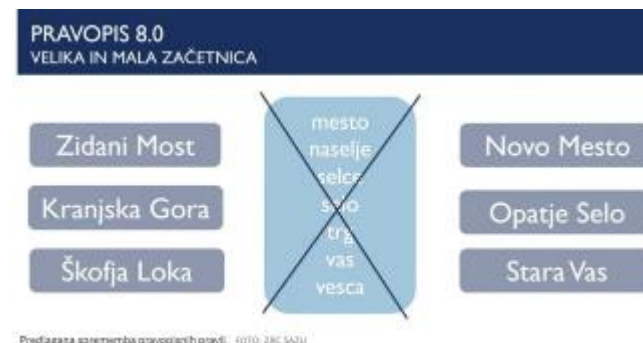 PRAVOPIS 8.0
VELIKA IN MALA ZAČETNICA
Zidani Most
Kranjska Gora
Škofja Loka
mesto
naselje
selce
selo
trg
vas
vesca
Novo Mesto
Opatje Selo
Stara Vas
Predlagana sprememba pravopisnih pravil. FOTO: ZRC SAZU